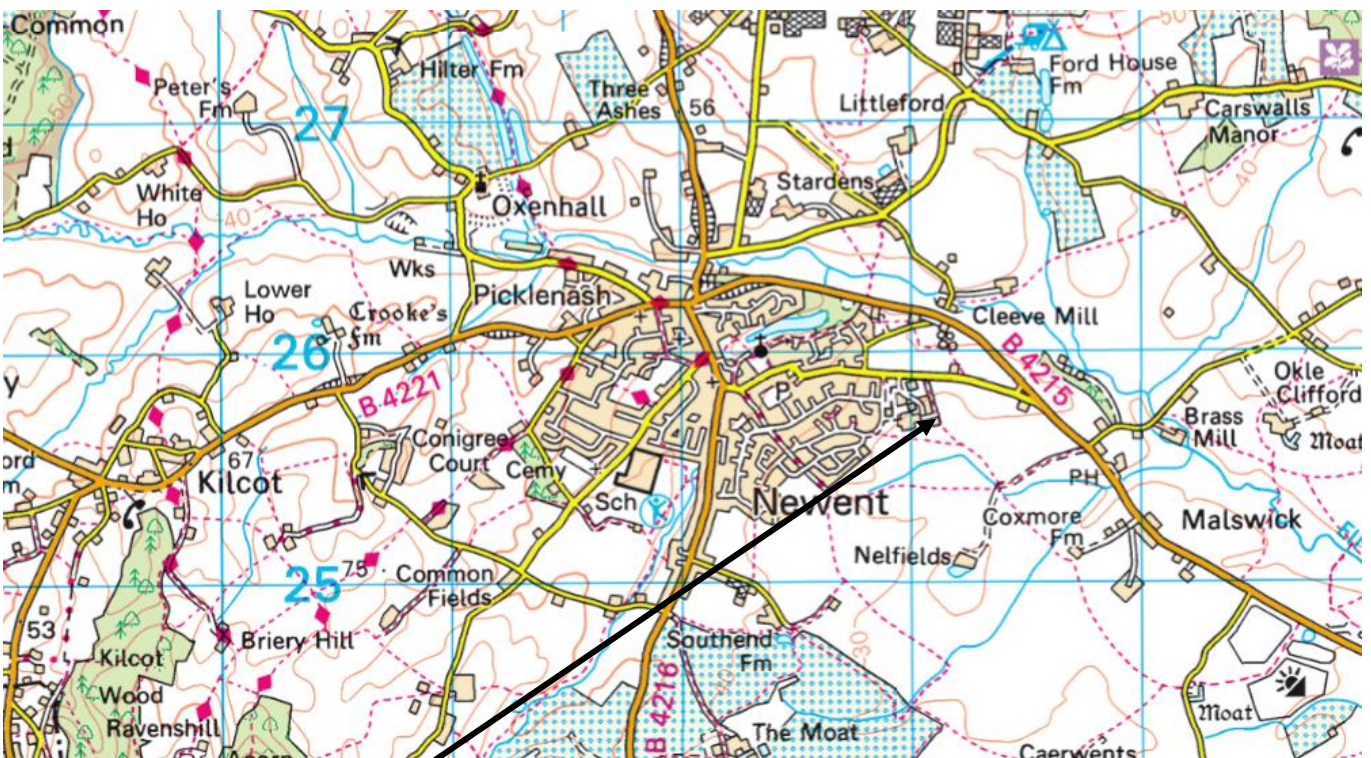 Common
Peter's
Fm
27
Hilter Fm
Three
Ashes
56
Littleford
Ford House
Fm
Carswalls
Manor
50
White
Ho
40
Oxenhall
Stardens
40
Wks
Lower
Ho
Picklenash
Crooke's
fm
26
Cleeve Mill
B 4221
B 4215
Okle
Clifford
Moat
Brass
Mill
P
Conigree
Court
Cemy
Sch
67
Kilcot
Newent
PH
Coxmore
Fm
Malswick
Nelfields
25
75
Common
Fields
53
Briery Hill
Kilcot
Wood
Ravenshill
Southend
Fm
30
B 4216
The Moat
Moat
Caerwents